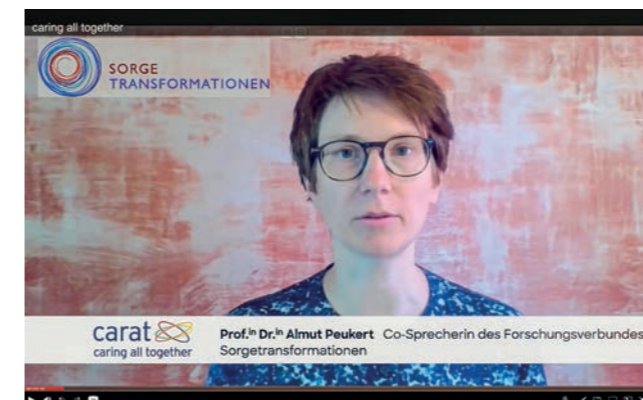 caring all together
SORGE
TRANSFORMATIONEN
carat
caring all together
Prof.in Dr.in Almut Peukert Co-Sprecherin des Forschungsverbundes
Sorgetransformationen